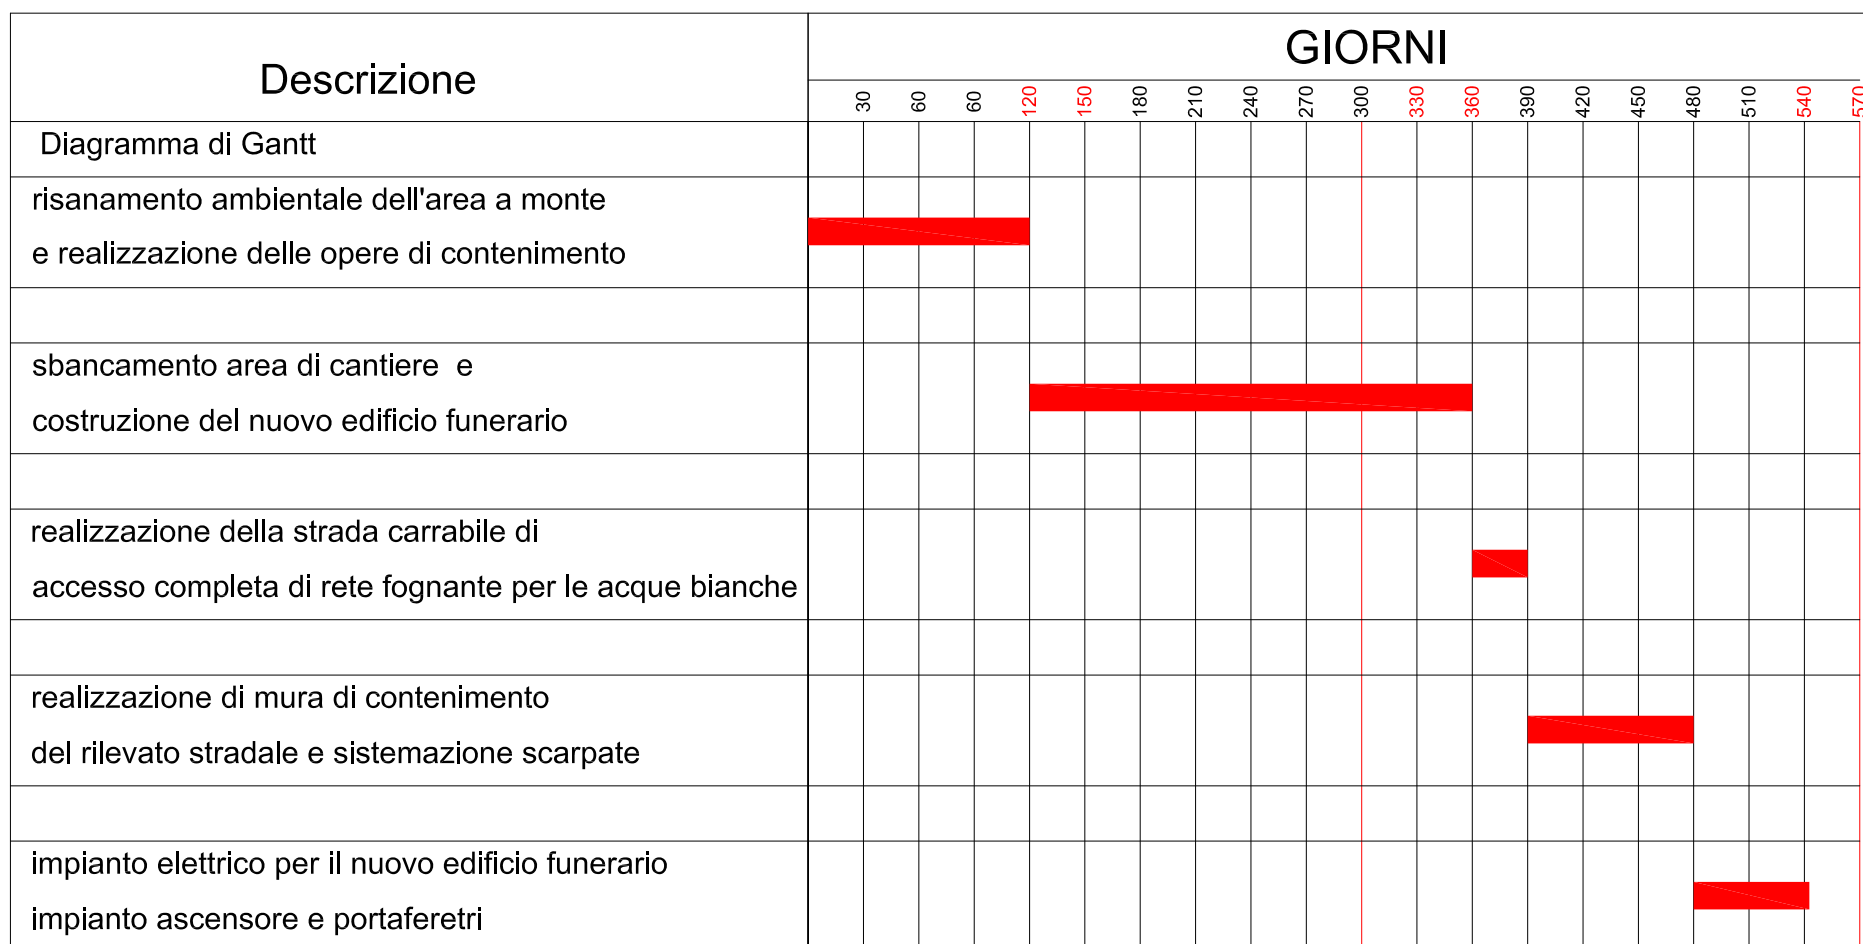 GIORNI
Descrizione
30 60 60 120 150 180 210 240 270 300 330 360 390 420 450 480 510 540 570
Diagramma di Gantt
risanamento ambientale dell'area a monte
e realizzazione delle opere di contenimento
sbancamento area di cantiere e
costruzione del nuovo edificio funerario
realizzazione della strada carrabile di
accesso completa di rete fognante per le acque bianche
realizzazione di mura di contenimento
del rilevato stradale e sistemazione scarpate
impianto elettrico per il nuovo edificio funerario
impianto ascensore e portaferetri